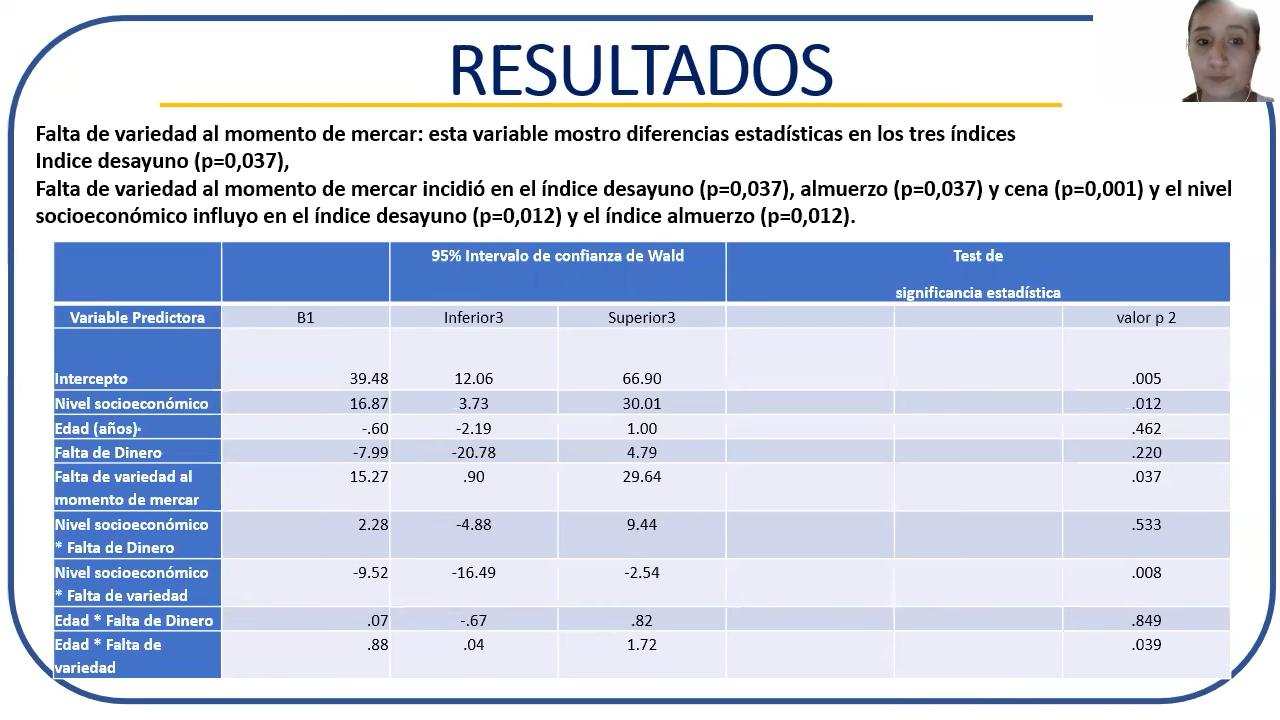 RESULTADOS
Falta de variedad al momento de mercar: esta variable mostro diferencias estadísticas en los tres índices
Indice desayuno (p=0,037),
Falta de variedad al momento de mercar incidió en el índice desayuno (p=0,037), almuerzo (p=0,037) y cena (p=0,001) y el nivel
socioeconómico influyo en el índice desayuno (p=0,012) y el índice almuerzo (p=0,012).
95% Intervalo de confianza de Wald
Test de
significancia estadística
Variable Predictora B1 Inferior3 Superior3 valor p 2
Intercepto 39.48 12.06 66.90 .005
Nivel socioeconómico 16.87 3.73 30.01 .012
Edad (años)· -.60 -2.19 1.00 .462
Falta de Dinero -7.99 -20.78 4.79 .220
Falta de variedad al 15.27 .90 29.64 .037
momento de mercar
Nivel socioeconómico 2.28 -4.88 9.44 .533
* Falta de Dinero
Nivel socioeconómico -9.52 -16.49 -2.54 .008
* Falta de variedad
Edad * Falta de Dinero .07 -.67 .82 .849
Edad * Falta de .88 .04 1.72 .039
variedad